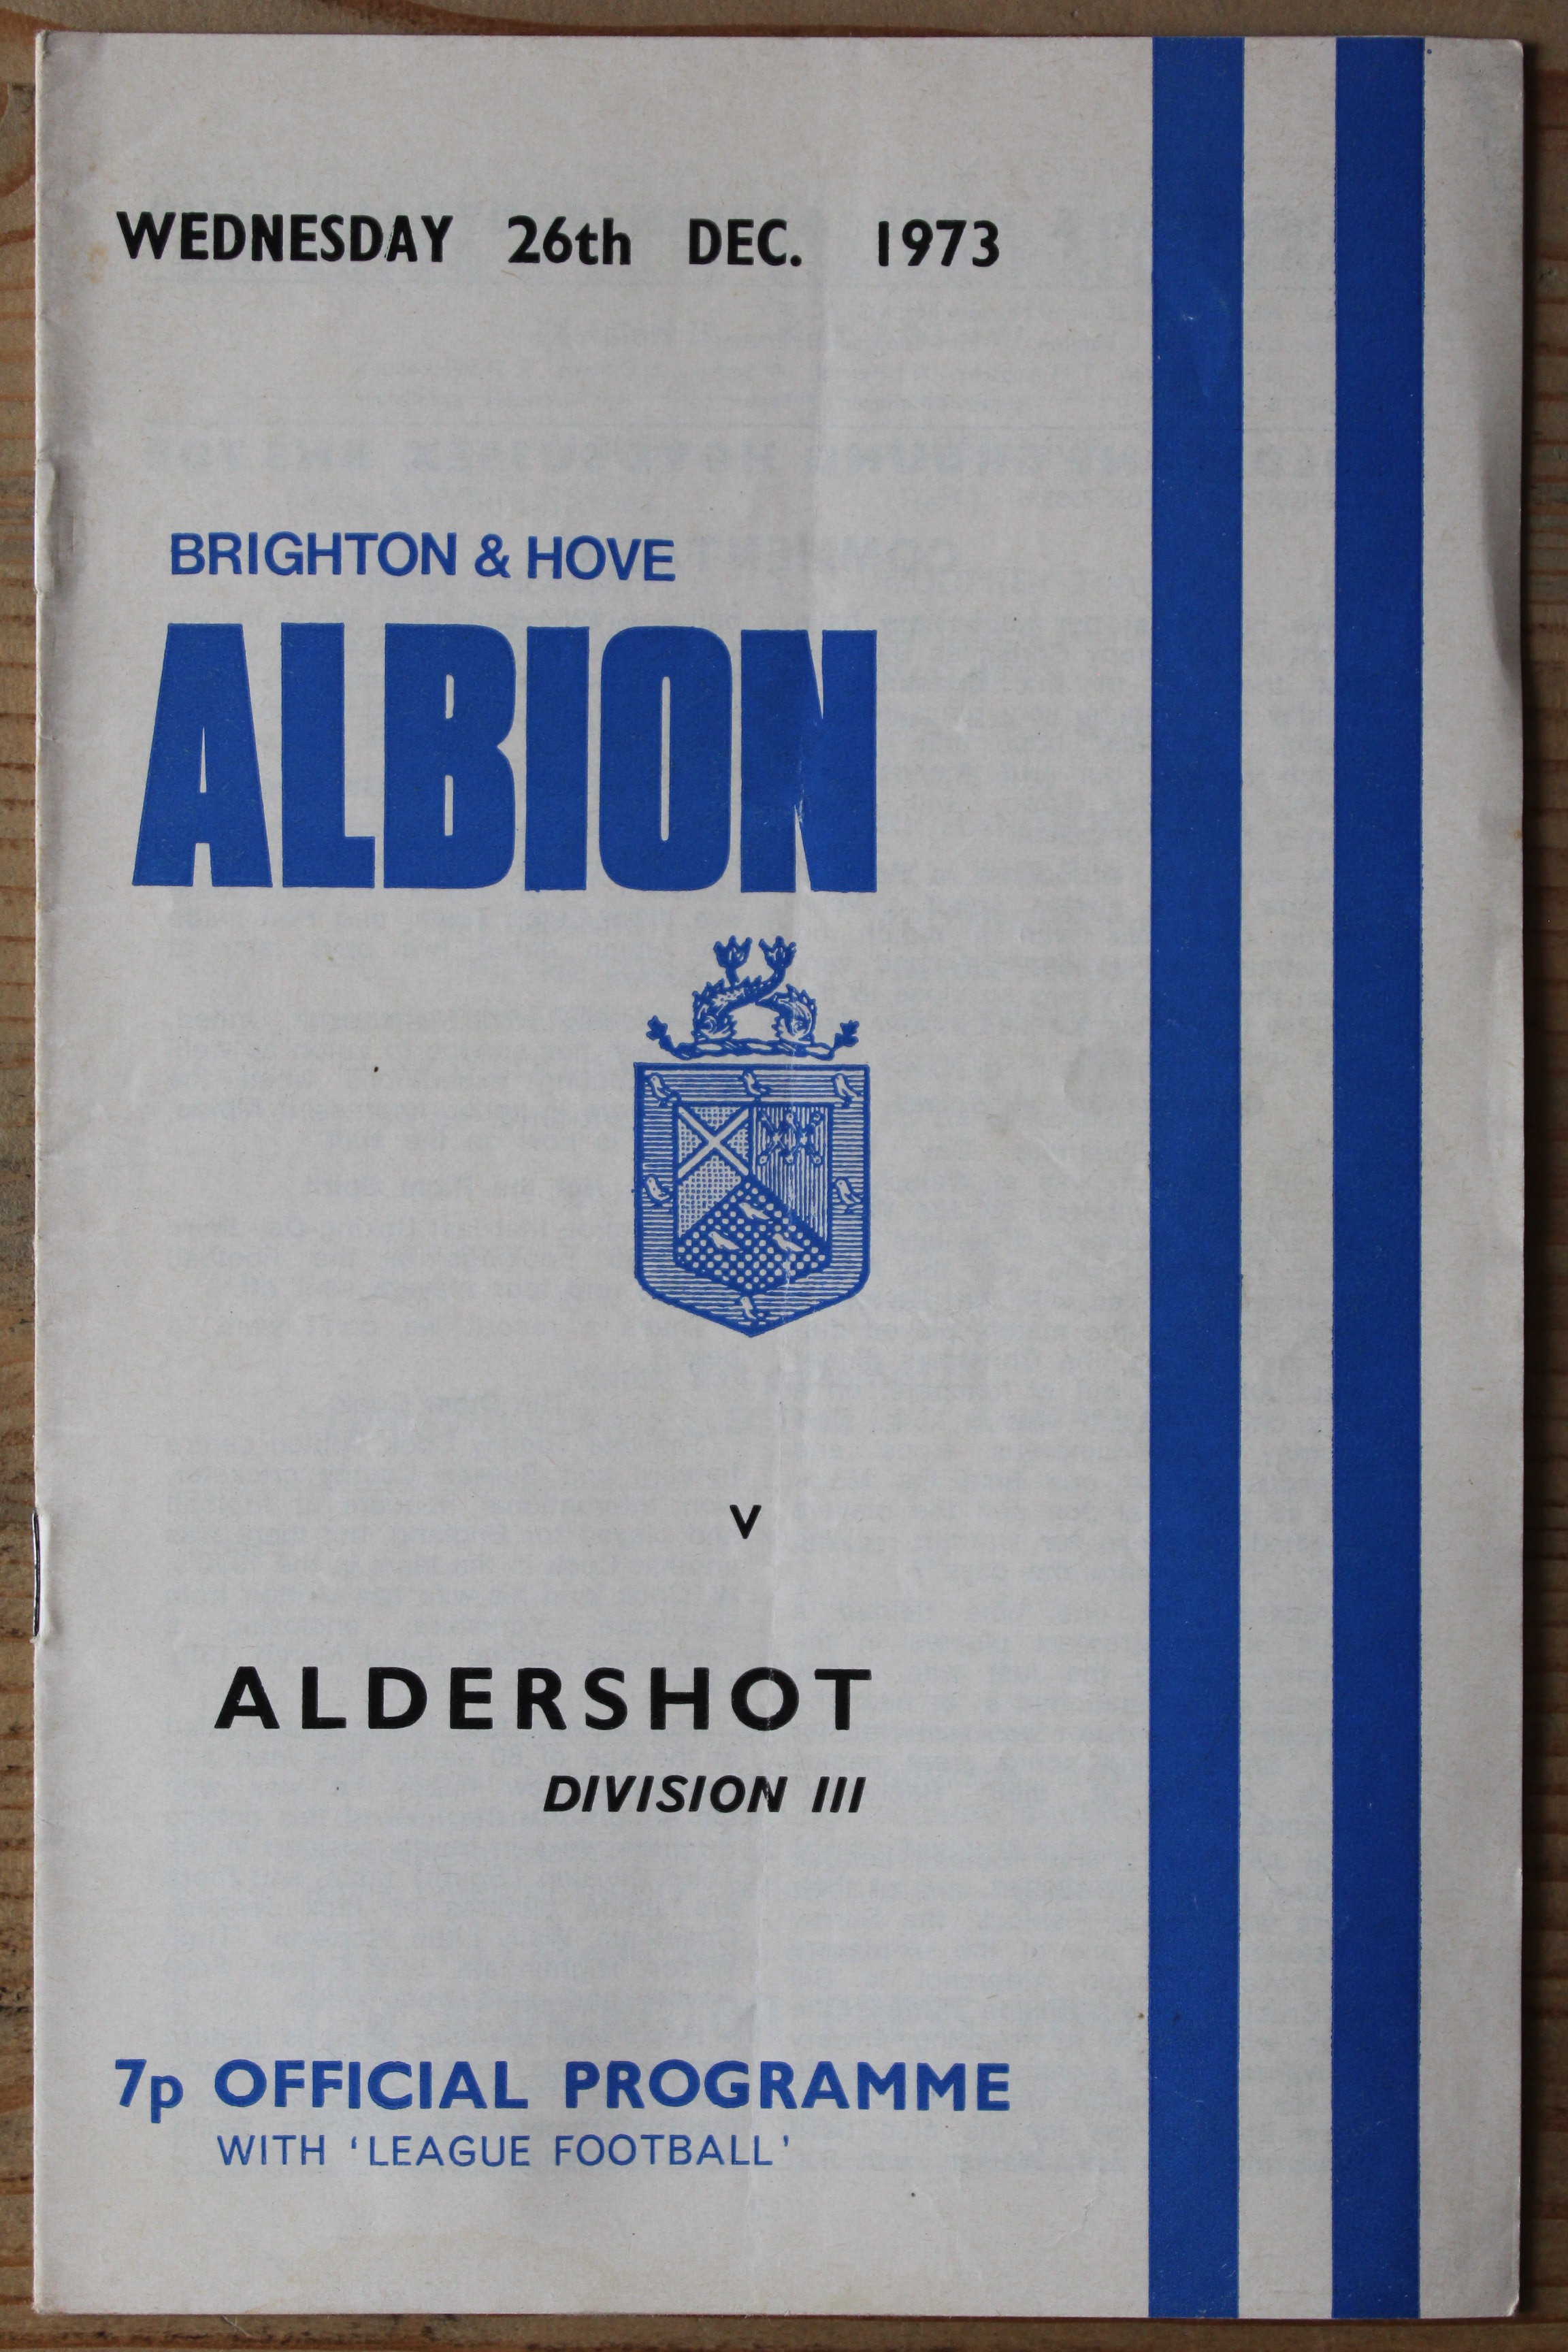 WEDNESDAY 26th DEC. 1973
BRIGHTON & HOVE
ALBION
v
ALDERSHOT
DIVISION III
7p OFFICIAL PROGRAMME
WITH 'LEAGUE FOOTBALL'